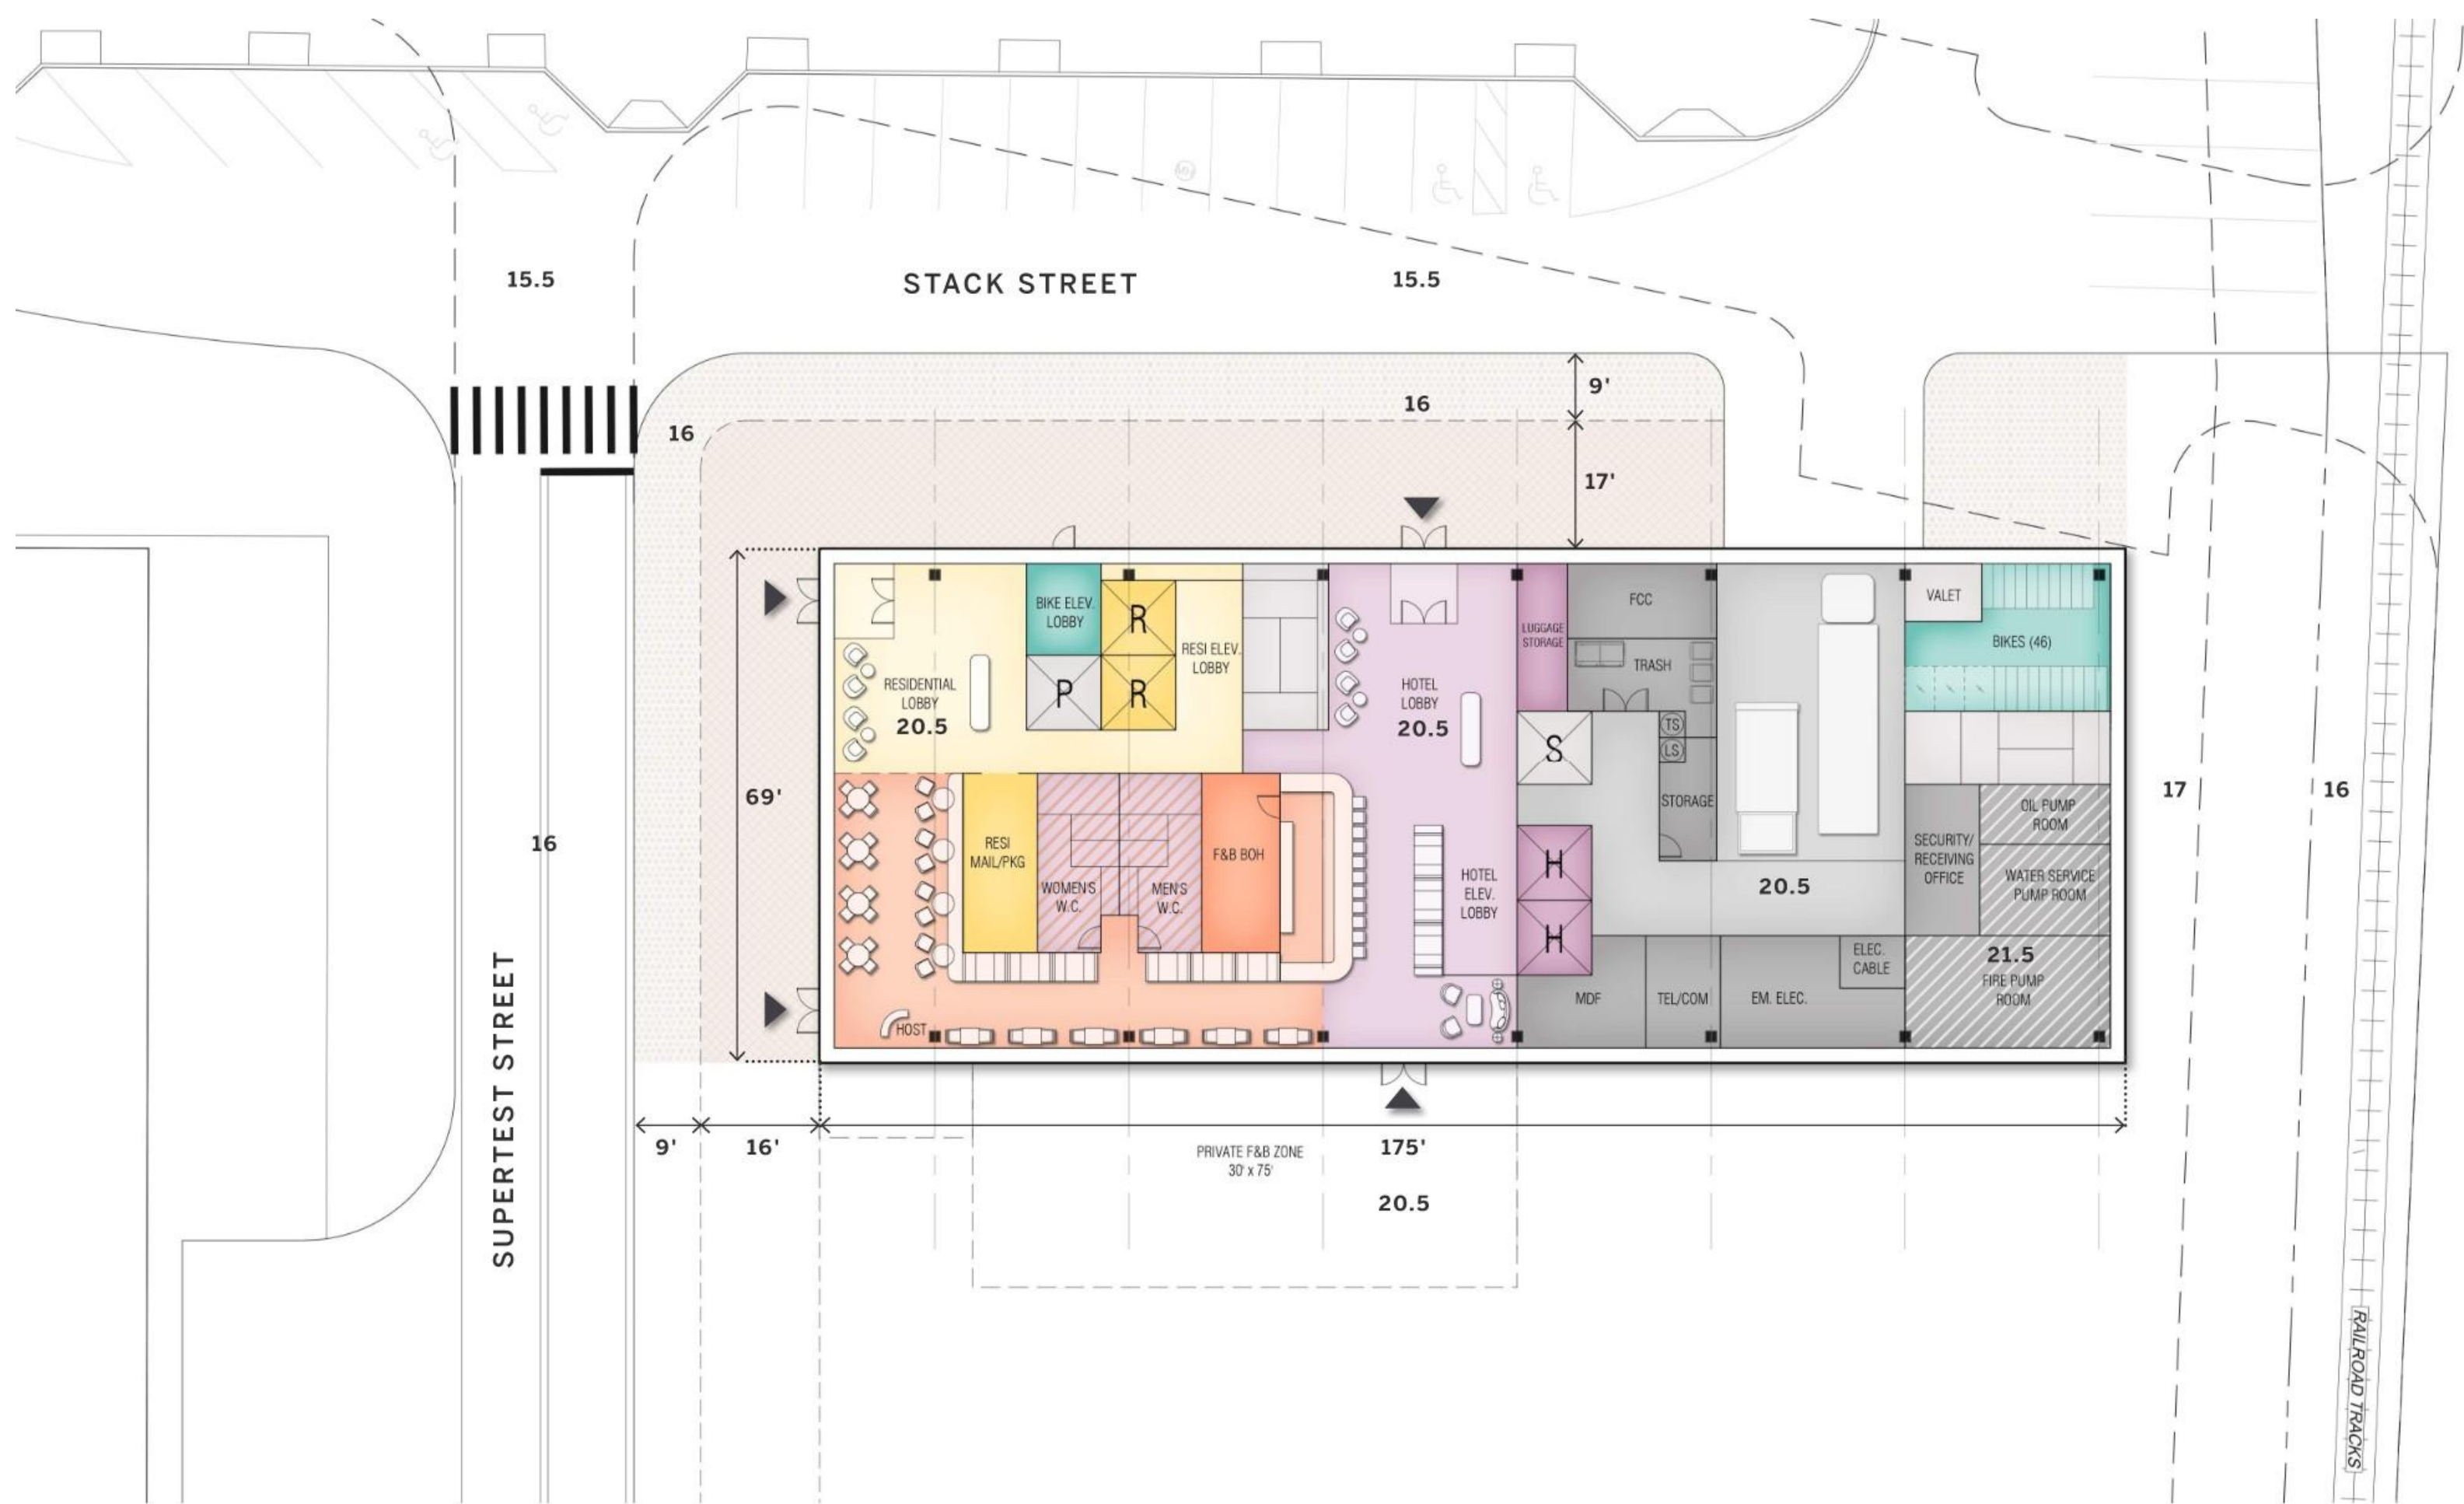 15.5
STACK STREET
15.5
9'
16
16
17'
BIKE ELEV.
LOBBY
R
RESI ELEV.
LOBBY
RESIDENTIAL
LOBBY
20.5
P
R
HOTEL
LOBBY
20.5
LUGGAGE
STORAGE
FCC
TRASH
VALET
BIKES (46)
S
TS
LS
STORAGE
69'
RESI
MAIL/PKG
WOMEN'S
W.C.
MEN'S
W.C.
F&B BOH
HOTEL
ELEV.
LOBBY
H
H
20.5
SECURITY/
RECEIVING
OFFICE
OIL PUMP
ROOM
WATER SERVICE
PUMP ROOM
17
16
16
HOST
MDF
TEL/COM
EM. ELEC.
ELEC.
CABLE
21.5
FIRE PUMP
ROOM
SUPERTEST STREET
9'
16'
PRIVATE F&B ZONE
30' x 75'
175'
20.5
RAILROAD TRACKS